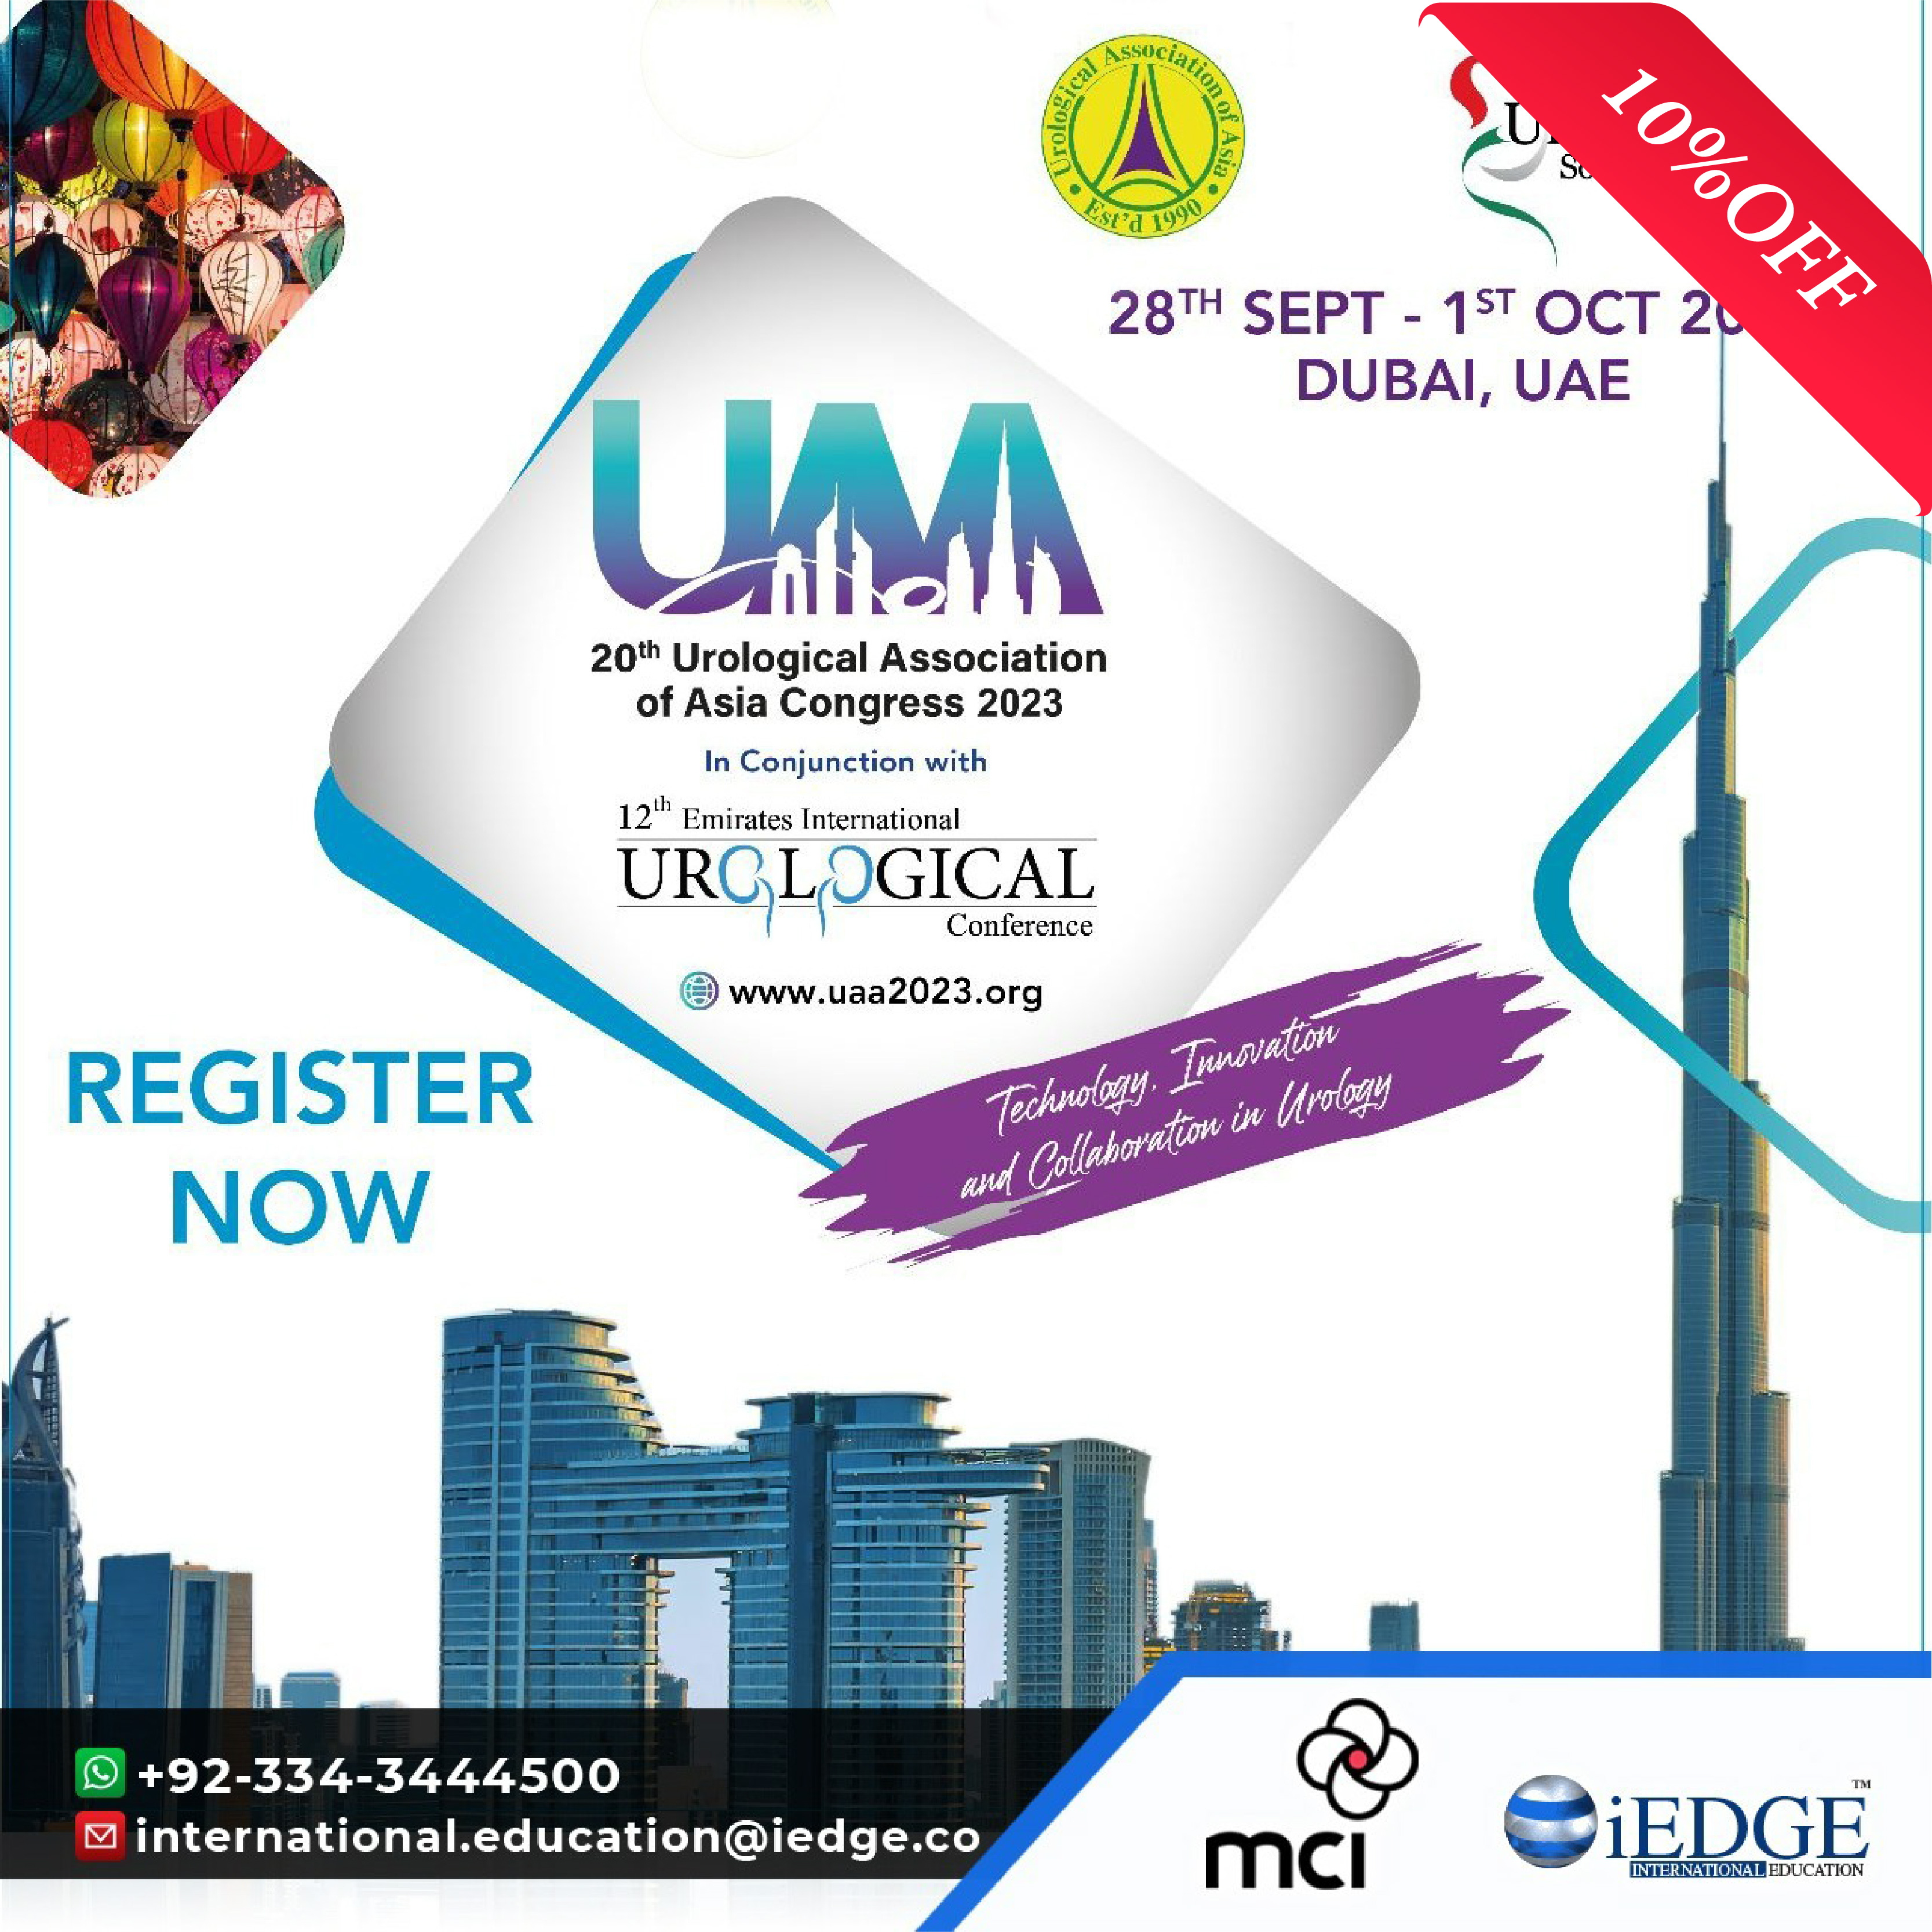 Urological Association of Asia
Est'd 1990
10%OFF
28TH SEPT - 1ST OCT
DUBAI, UAE
UAA
20th Urological Association
of Asia Congress 2023
In Conjunction with
12th Emirates International
UROLOGICAL
Conference
www.uaa2023.org
Technology, Innovation
and Collaboration in Urology
REGISTER
NOW
+92-334-3444500
international.education@iedge.co
mci
iEDGE™
INTERNATIONAL EDUCATION